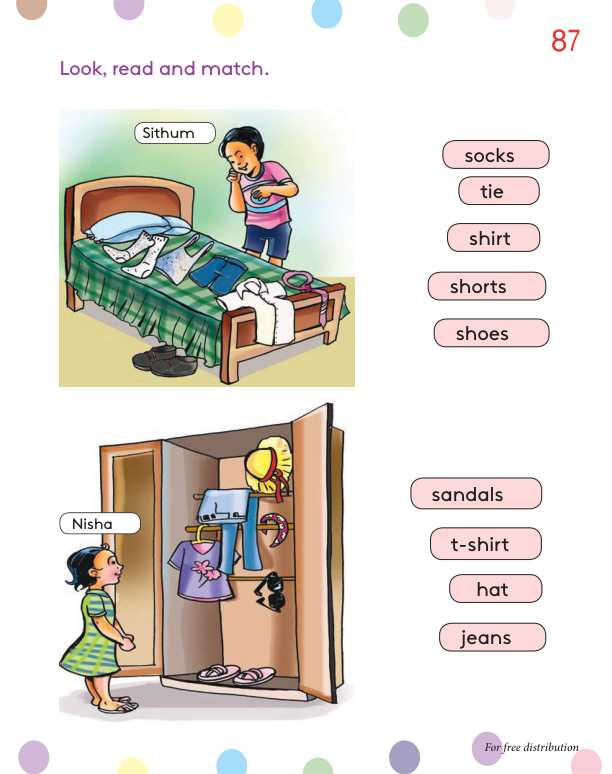 87
Look, read and match.
Sithum
socks
tie
shirt
shorts
shoes
Nisha
sandals
t-shirt
hat
jeans
For free distribution